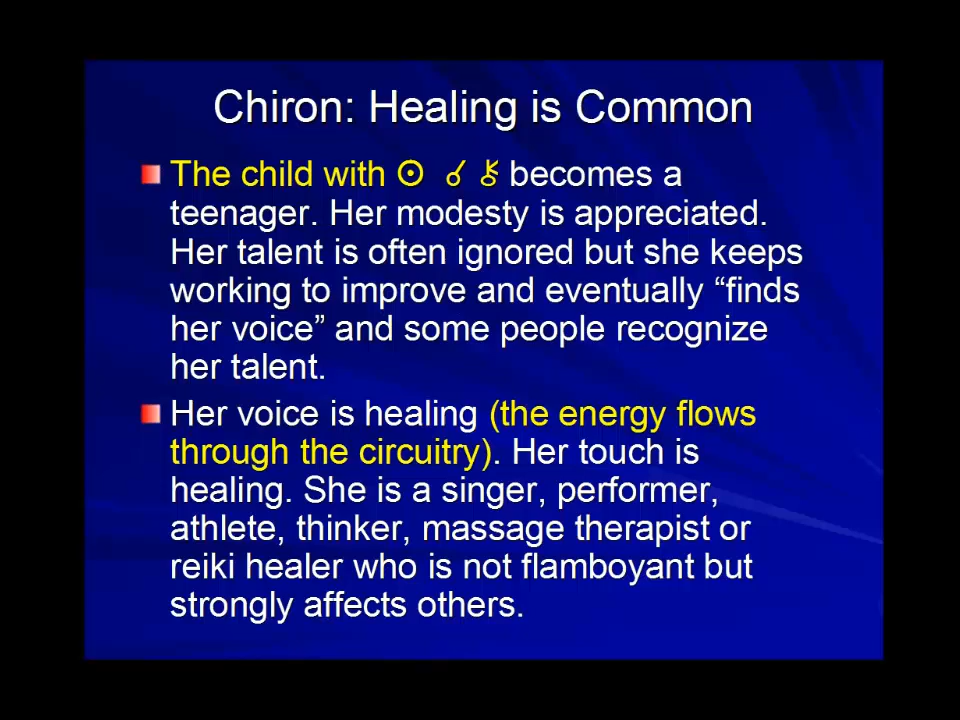 Chiron: Healing is Common
The child with ☉ ☌ ⚷ becomes a
teenager. Her modesty is appreciated.
Her talent is often ignored but she keeps
working to improve and eventually “finds
her voice” and some people recognize
her talent.
Her voice is healing (the energy flows
through the circuitry). Her touch is
healing. She is a singer, performer,
athlete, thinker, massage therapist or
reiki healer who is not flamboyant but
strongly affects others.